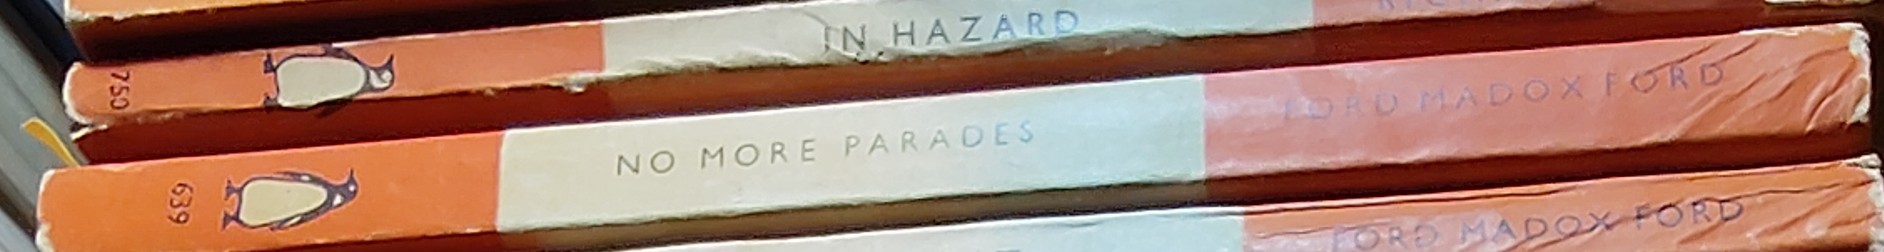 750 IN HAZARD
639 NO MORE PARADES FORD MADOX FORD
FORD MADOX FORD